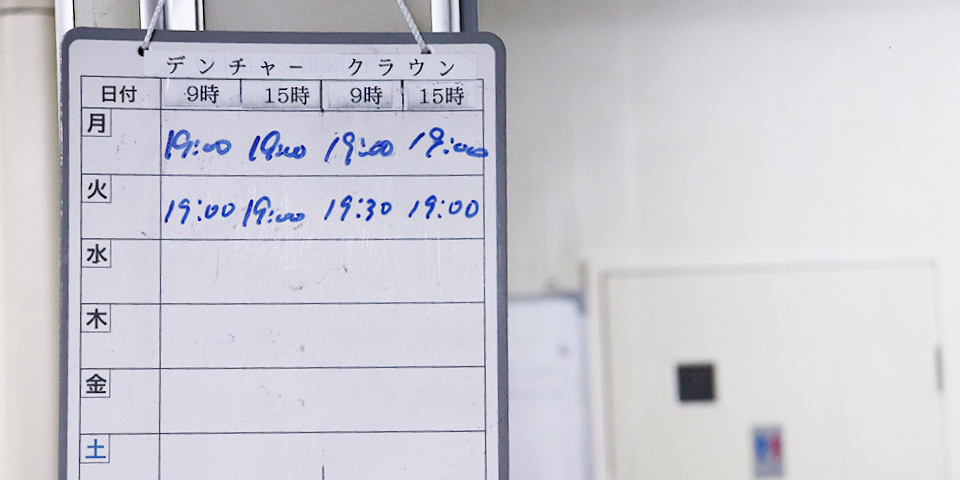 デンチャー クラウン
日付 9時 15時 9時 15時
月 19:00 19:00 19:00 19:00
火 19:00 19:00 19:30 19:00
水
木
金
土